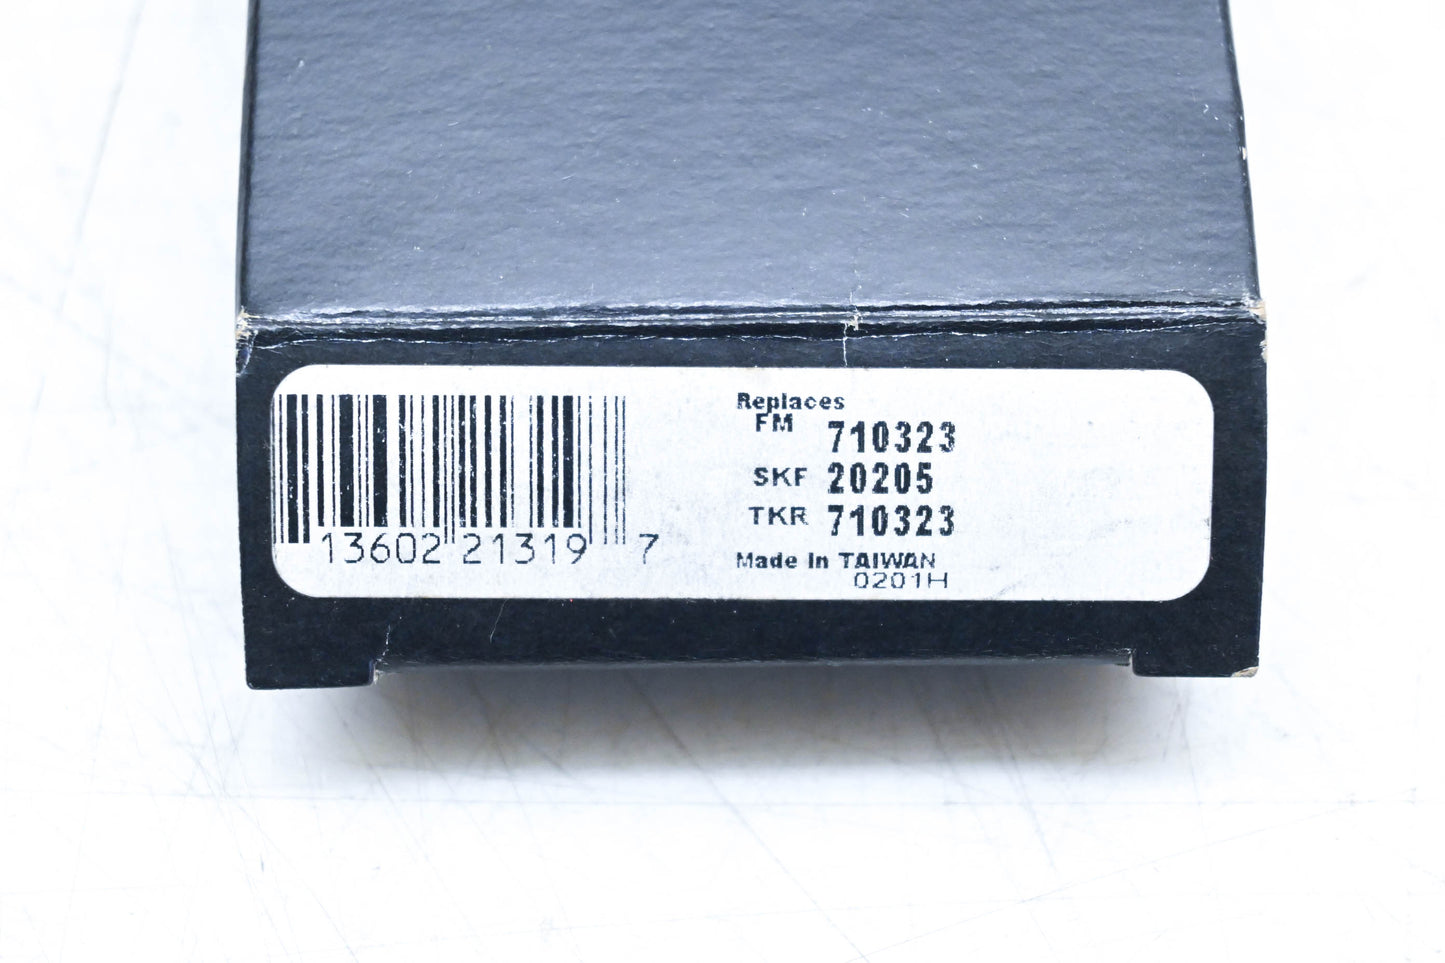 Replaces
FM 710323
SKF 20205
TKR 710323
Made In TAIWAN
0201H
13602 21319 7